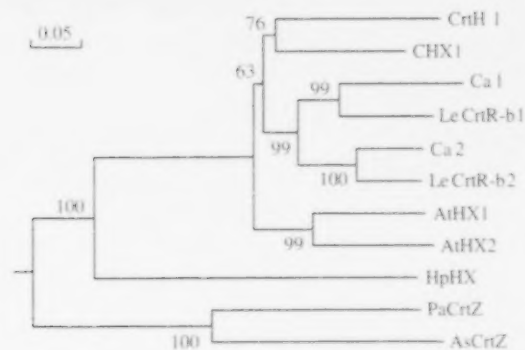 76
CrtH 1
0.05
CHX1
63
99
Ca 1
Le CrtR-b1
99
Ca 2
100
Le CrtR-b2
100
AtHX1
99
AtHX2
HpHX
PaCrtZ
100
AsCrtZ